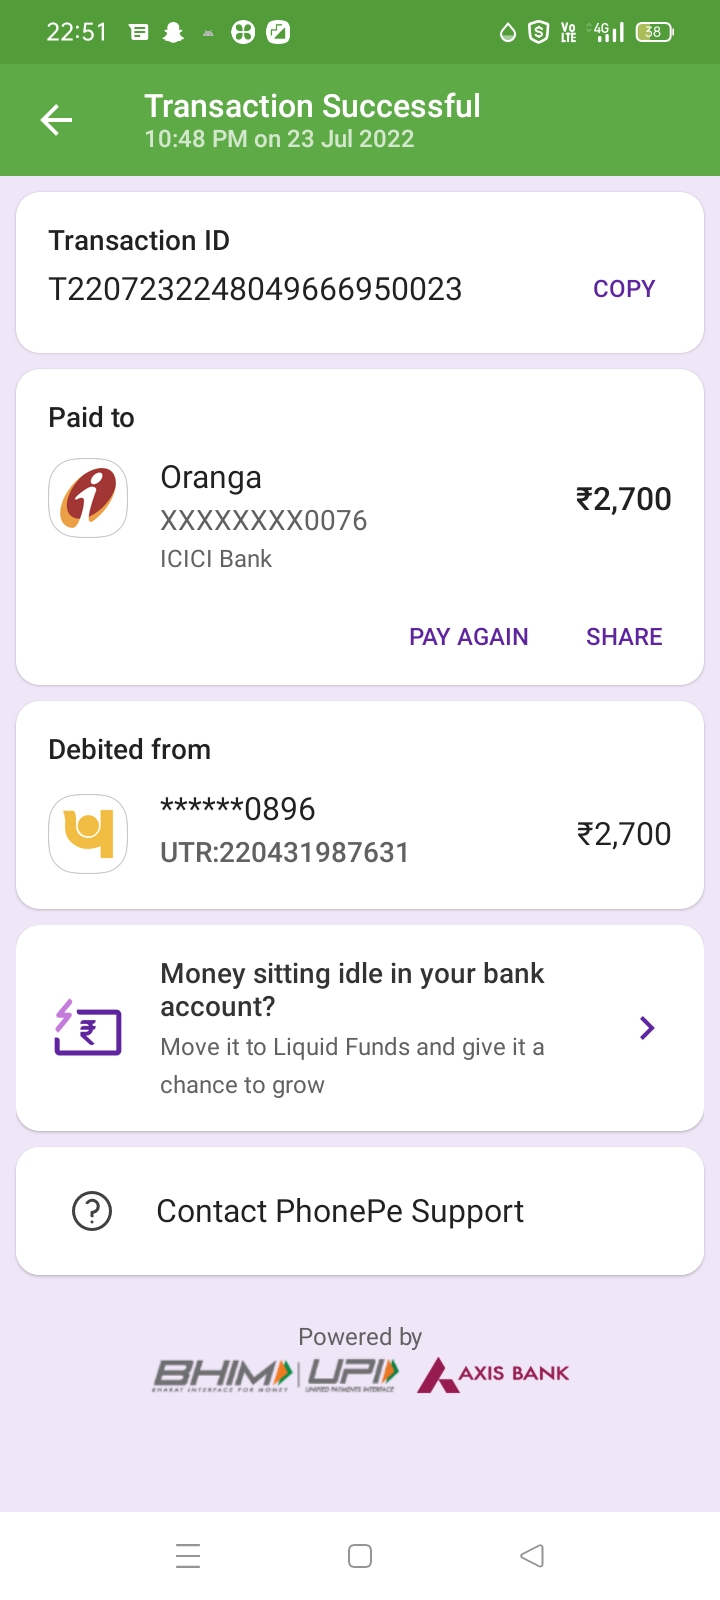 22:51
Vo
LTE
4G
38
Transaction Successful
10:48 PM on 23 Jul 2022
Transaction ID
T2207232248049666950023
COPY
Paid to
Oranga
₹2,700
XXXXXXXX0076
ICICI Bank
PAY AGAIN SHARE
Debited from
******0896
₹2,700
UTR:220431987631
Money sitting idle in your bank
account?
Move it to Liquid Funds and give it a
chance to grow
Contact PhonePe Support
Powered by
BHIM UPI AXIS BANK
BHARAT INTERFACE FOR MONEY UNIFIED PAYMENTS INTERFACE